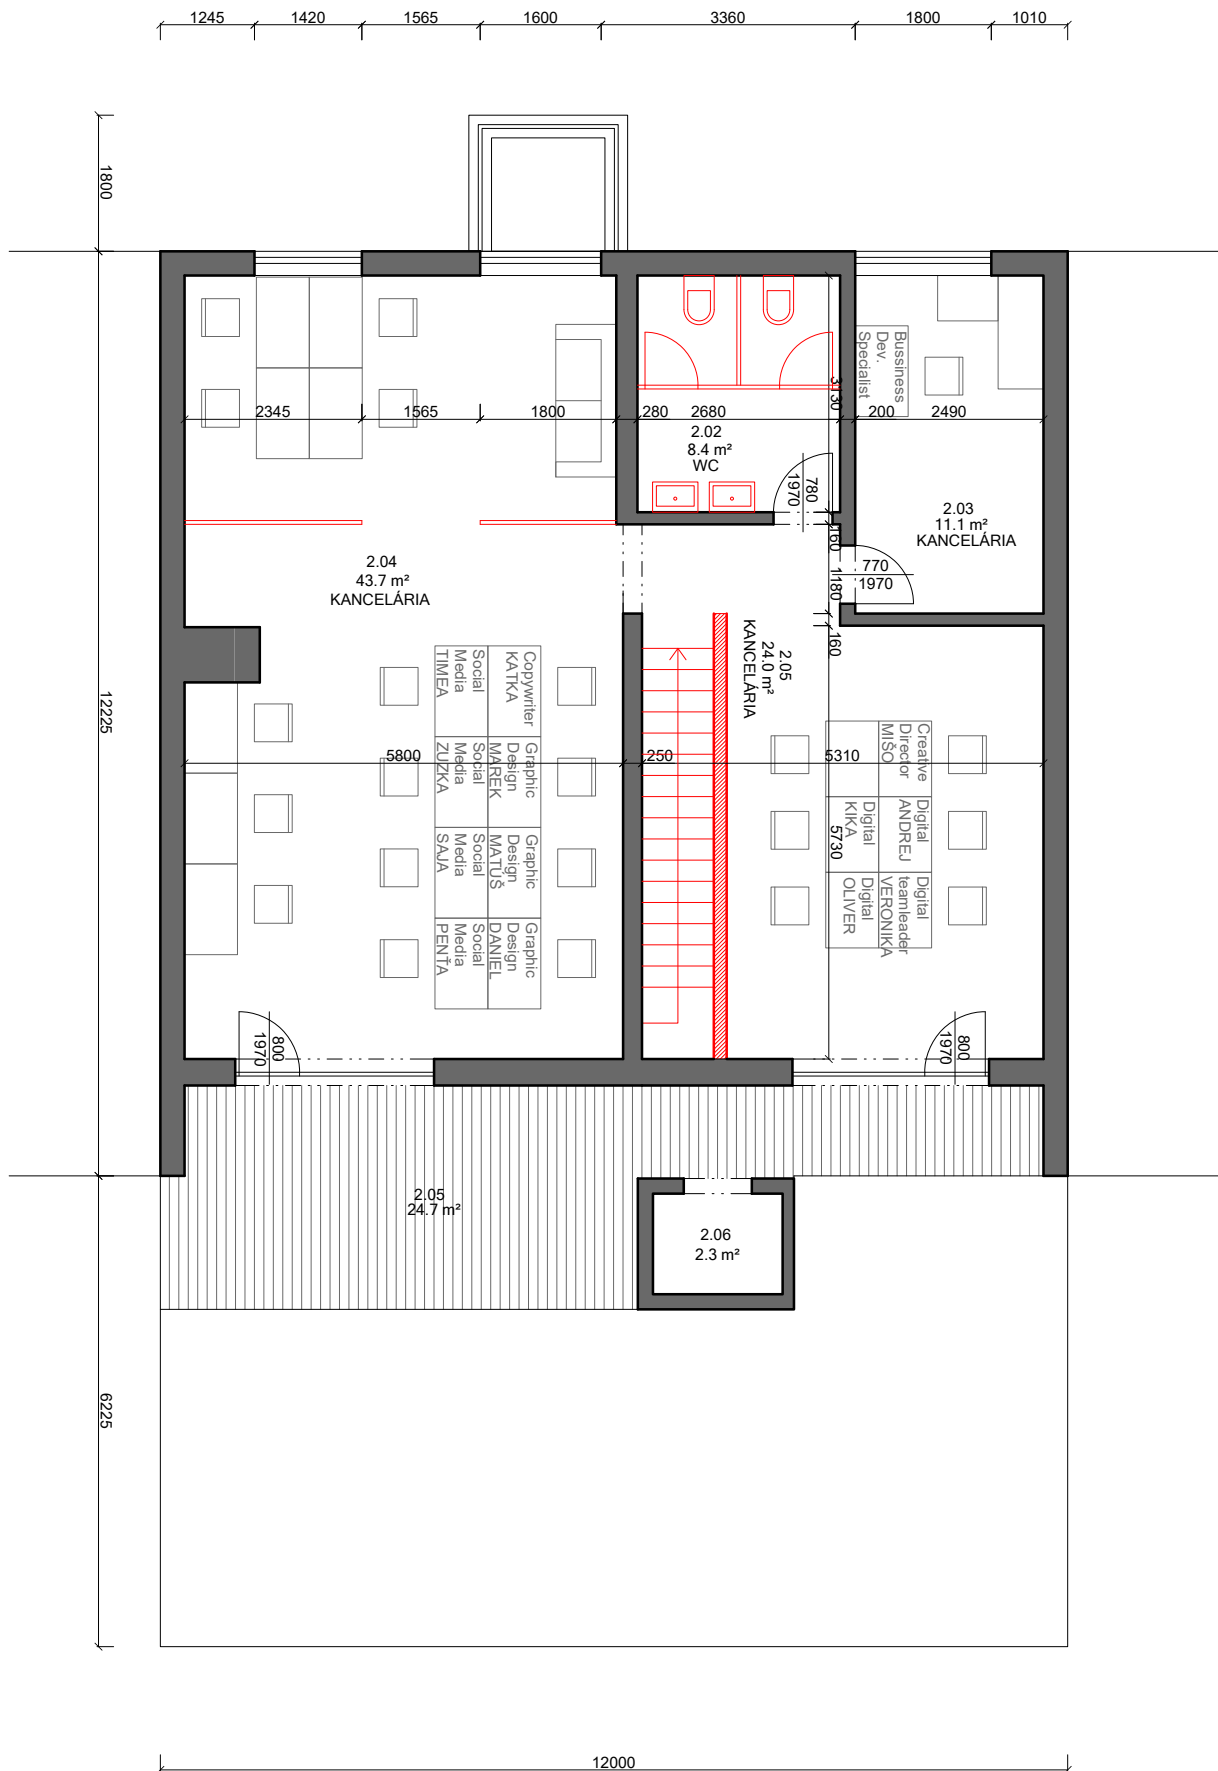 1245
1420
1565
1600
3360
1800
1010
1800
Bussiness
Dev.
Specialist
3130
2345
1565
1800
280
2680
200
2490
2.02
8.4 m²
WC
780
1970
2.03
11.1 m²
KANCELÁRIA
160
770
1970
1180
2.04
43.7 m²
KANCELÁRIA
160
2.05
24.0 m²
KANCELÁRIA
Copywriter
KATKA
Social
Media
TIMEA
12225
Creative
Director
MIŠO
Graphic
Design
MAREK
Social
Media
ZUZKA
5800
250
5310
Digital
ANDREJ
Digital
KIKA
5730
Graphic
Design
MATÚŠ
Social
Media
SAJA
Digital
teamleader
VERONIKA
Digital
OLIVER
Graphic
Design
DANIEL
Social
Media
PENŤA
800
1970
800
1970
2.05
24.7 m²
2.06
2.3 m²
6225
12000